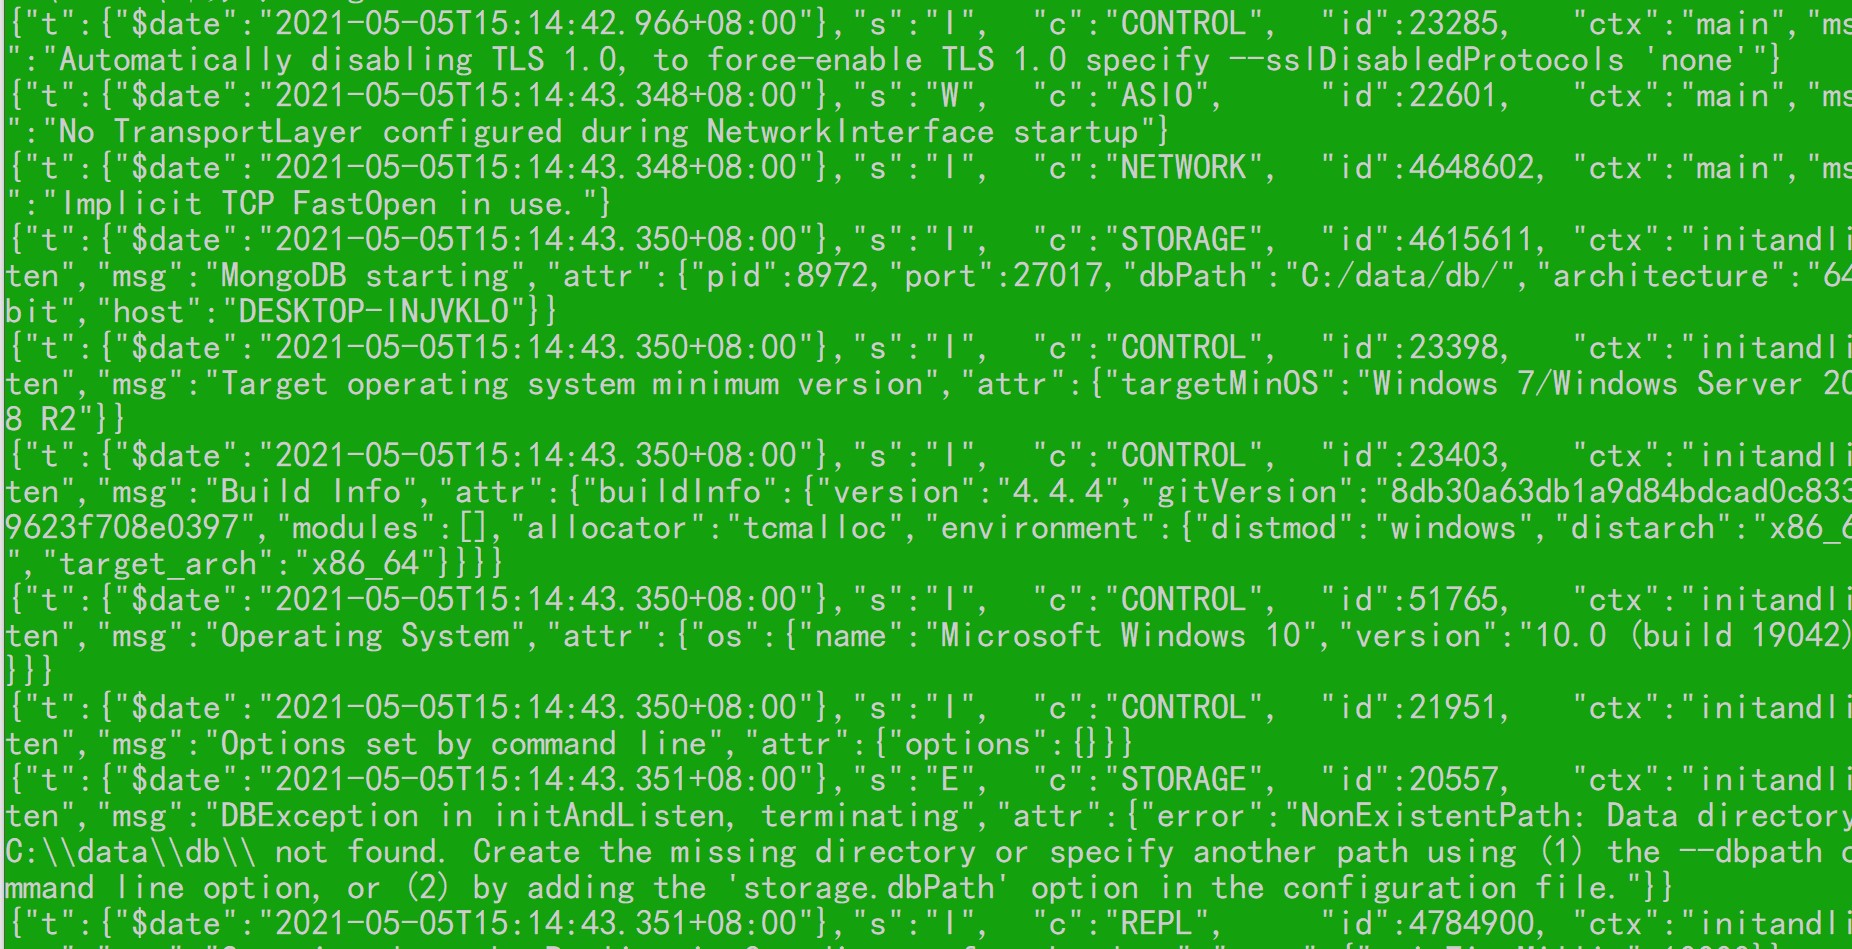 {"t":{"$date":"2021-05-05T15:14:42.966+08:00"},"s":"I",  "c":"CONTROL",  "id":23285,   "ctx":"main","ms
":"Automatically disabling TLS 1.0, to force-enable TLS 1.0 specify --sslDisabledProtocols 'none'"}
{"t":{"$date":"2021-05-05T15:14:43.348+08:00"},"s":"W",  "c":"ASIO",     "id":22601,   "ctx":"main","ms
":"No TransportLayer configured during NetworkInterface startup"}
{"t":{"$date":"2021-05-05T15:14:43.348+08:00"},"s":"I",  "c":"NETWORK",  "id":4648602, "ctx":"main","ms
":"Implicit TCP FastOpen in use."}
{"t":{"$date":"2021-05-05T15:14:43.350+08:00"},"s":"I",  "c":"STORAGE",  "id":4615611, "ctx":"initandli
ten","msg":"MongoDB starting","attr":{"pid":8972,"port":27017,"dbPath":"C:/data/db/","architecture":"64
bit","host":"DESKTOP-INJVKLO"}}
{"t":{"$date":"2021-05-05T15:14:43.350+08:00"},"s":"I",  "c":"CONTROL",  "id":23398,   "ctx":"initandli
ten","msg":"Target operating system minimum version","attr":{"targetMinOS":"Windows 7/Windows Server 20
8 R2"}}
{"t":{"$date":"2021-05-05T15:14:43.350+08:00"},"s":"I",  "c":"CONTROL",  "id":23403,   "ctx":"initandli
ten","msg":"Build Info","attr":{"buildInfo":{"version":"4.4.4","gitVersion":"8db30a63db1a9d84bdcad0c833
9623f708e0397","modules":[],"allocator":"tcmalloc","environment":{"distmod":"windows","distarch":"x86_6
","target_arch":"x86_64"}}}}
{"t":{"$date":"2021-05-05T15:14:43.350+08:00"},"s":"I",  "c":"CONTROL",  "id":51765,   "ctx":"initandli
ten","msg":"Operating System","attr":{"os":{"name":"Microsoft Windows 10","version":"10.0 (build 19042)
}}}
{"t":{"$date":"2021-05-05T15:14:43.350+08:00"},"s":"I",  "c":"CONTROL",  "id":21951,   "ctx":"initandli
ten","msg":"Options set by command line","attr":{"options":{}}}
{"t":{"$date":"2021-05-05T15:14:43.351+08:00"},"s":"E",  "c":"STORAGE",  "id":20557,   "ctx":"initandli
ten","msg":"DBException in initAndListen, terminating","attr":{"error":"NonExistentPath: Data directory
C:\\data\\db\\ not found. Create the missing directory or specify another path using (1) the --dbpath c
mmand line option, or (2) by adding the 'storage.dbPath' option in the configuration file."}}
{"t":{"$date":"2021-05-05T15:14:43.351+08:00"},"s":"I",  "c":"REPL",     "id":4784900, "ctx":"initandli